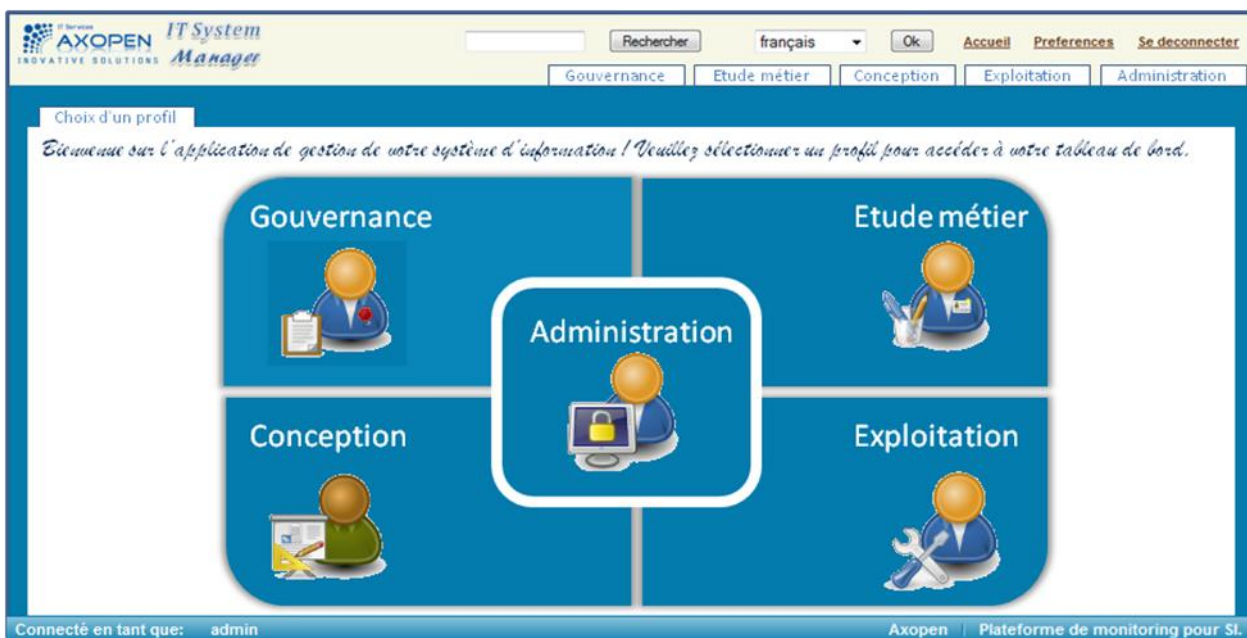 IT Services
AXOPEN
INOVATIVE SOLUTIONS
IT System
Manager
Rechercher
français
Ok
Accueil
Preferences
Se deconnecter
Gouvernance
Etude métier
Conception
Exploitation
Administration
Choix d'un profil
Bienvenue sur l'application de gestion de votre système d'information ! Veuillez sélectionner un profil pour accéder à votre tableau de bord.
Gouvernance
Etude métier
Administration
Conception
Exploitation
Connecté en tant que: admin
Axopen | Plateforme de monitoring pour SI.